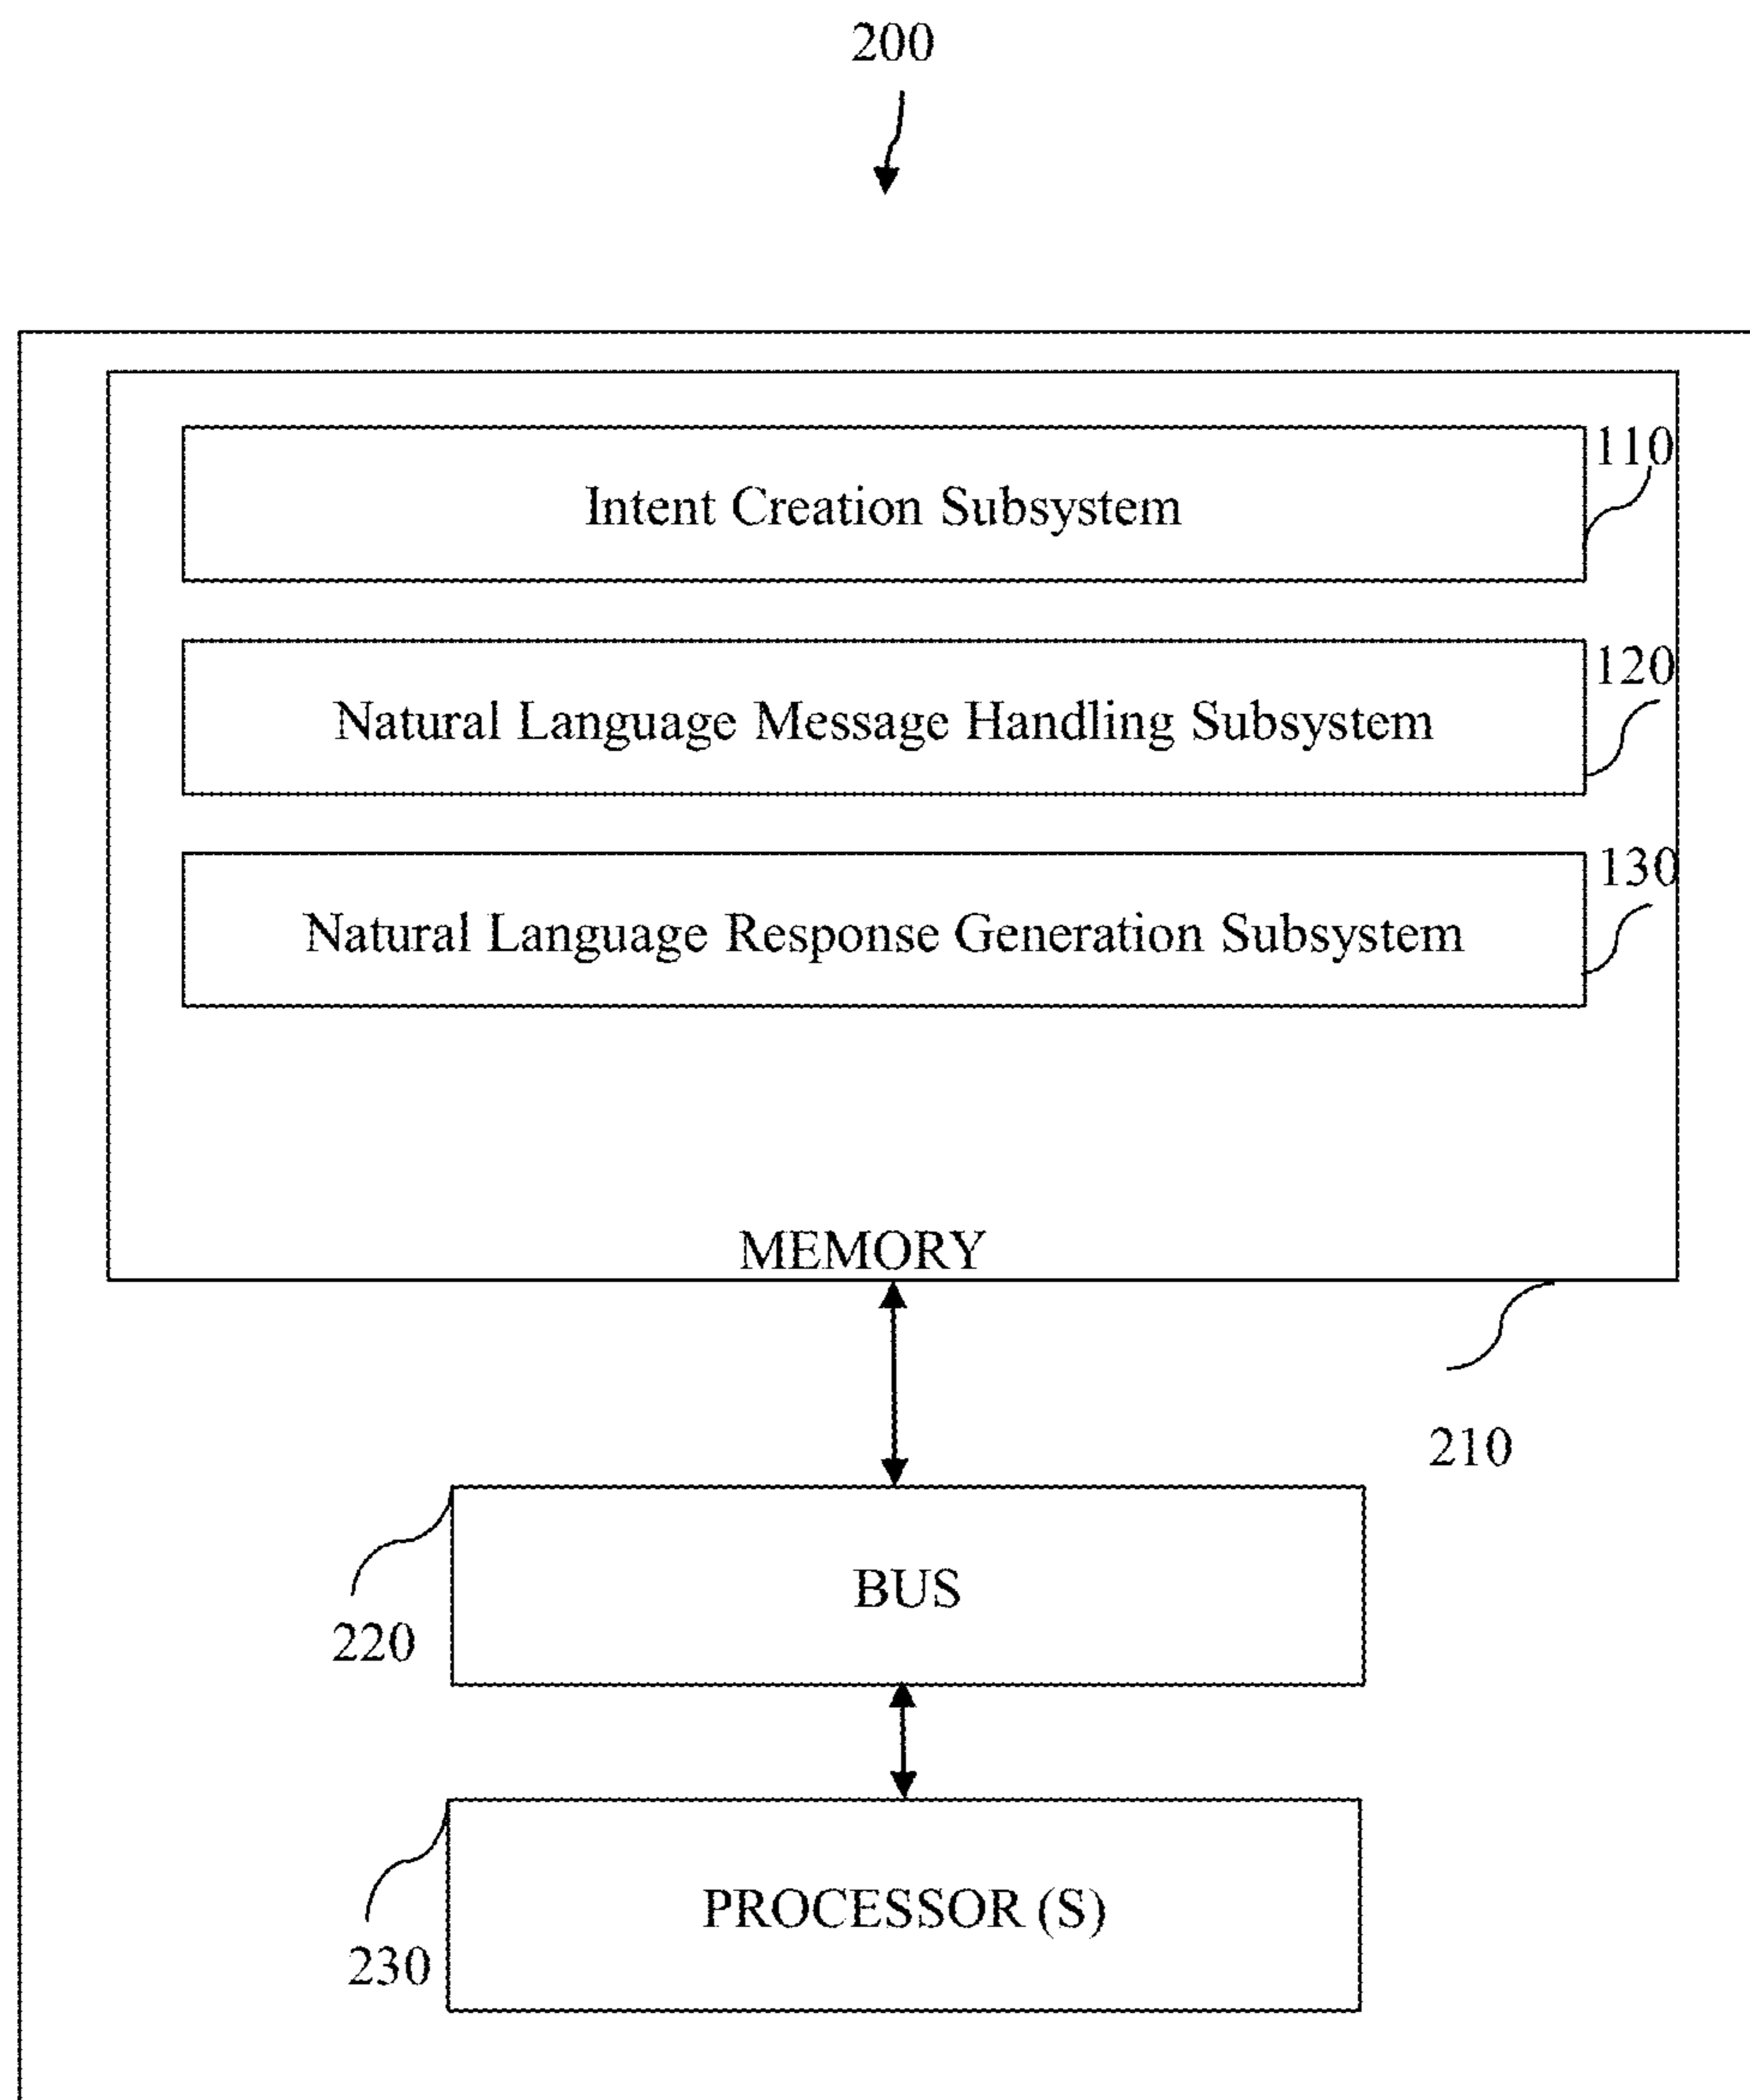 200
110
Intent Creation Subsystem
120
Natural Language Message Handling Subsystem
130
Natural Language Response Generation Subsystem
MEMORY
210
BUS
220
PROCESSOR (S)
230